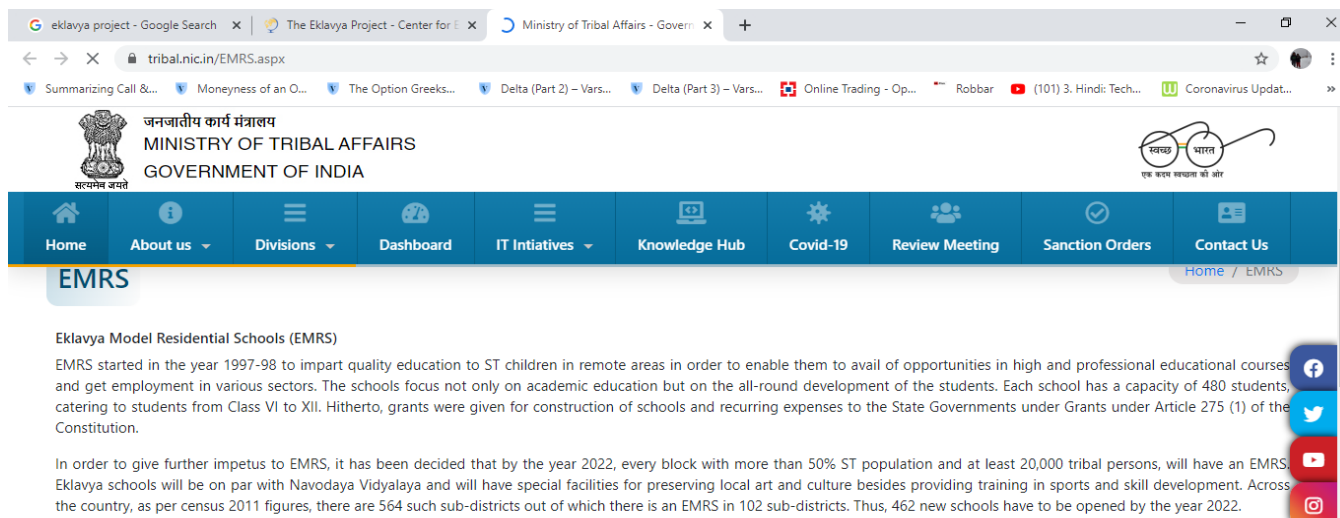 eklavya project - Google Search
The Eklavya Project - Center for E
Ministry of Tribal Affairs - Govern
tribal.nic.in/EMRS.aspx
Summarizing Call &... Moneyness of an O... The Option Greeks... Delta (Part 2) – Vars... Delta (Part 3) – Vars... Online Trading - Op... Robbar (101) 3. Hindi: Tech... Coronavirus Updat... »
जनजातीय कार्य मंत्रालय
MINISTRY OF TRIBAL AFFAIRS
GOVERNMENT OF INDIA
सत्यमेव जयते
स्वच्छ भारत
एक कदम स्वच्छता की ओर
Home About us Divisions Dashboard IT Intiatives Knowledge Hub Covid-19 Review Meeting Sanction Orders Contact Us
EMRS
Home / EMRS
Eklavya Model Residential Schools (EMRS)
EMRS started in the year 1997-98 to impart quality education to ST children in remote areas in order to enable them to avail of opportunities in high and professional educational courses
and get employment in various sectors. The schools focus not only on academic education but on the all-round development of the students. Each school has a capacity of 480 students,
catering to students from Class VI to XII. Hitherto, grants were given for construction of schools and recurring expenses to the State Governments under Grants under Article 275 (1) of the
Constitution.
In order to give further impetus to EMRS, it has been decided that by the year 2022, every block with more than 50% ST population and at least 20,000 tribal persons, will have an EMRS.
Eklavya schools will be on par with Navodaya Vidyalaya and will have special facilities for preserving local art and culture besides providing training in sports and skill development. Across
the country, as per census 2011 figures, there are 564 such sub-districts out of which there is an EMRS in 102 sub-districts. Thus, 462 new schools have to be opened by the year 2022.